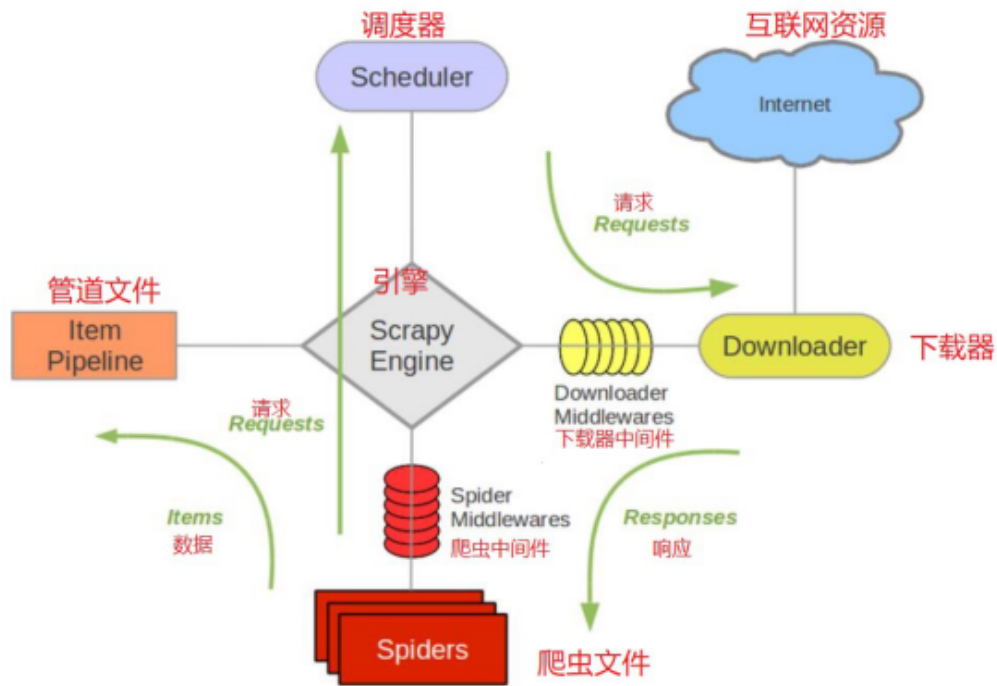 调度器
Scheduler
互联网资源
Internet
请求
Requests
管道文件
Item
Pipeline
引擎
Scrapy
Engine
Downloader
下载器
Downloader
Middlewares
下载器中间件
请求
Requests
Items
数据
Spider
Middlewares
爬虫中间件
Responses
响应
Spiders
爬虫文件